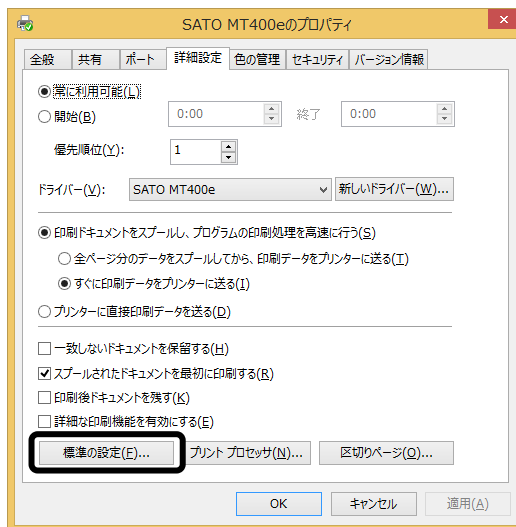 SATO MT400eのプロパティ
全般 共有 ポート 詳細設定 色の管理 セキュリティ バージョン情報
常に利用可能(L)
開始(B) 0:00 終了 0:00
優先順位(Y): 1
ドライバー(V): SATO MT400e 新しいドライバー(W)...
印刷ドキュメントをスプールし、プログラムの印刷処理を高速に行う(S)
全ページ分のデータをスプールしてから、印刷データをプリンターに送る(T)
すぐに印刷データをプリンターに送る(I)
プリンターに直接印刷データを送る(D)
一致しないドキュメントを保留する(H)
スプールされたドキュメントを最初に印刷する(R)
印刷後ドキュメントを残す(K)
詳細な印刷機能を有効にする(E)
標準の設定(F)... プリント プロセッサ(N)... 区切りページ(O)...
OK キャンセル 適用(A)